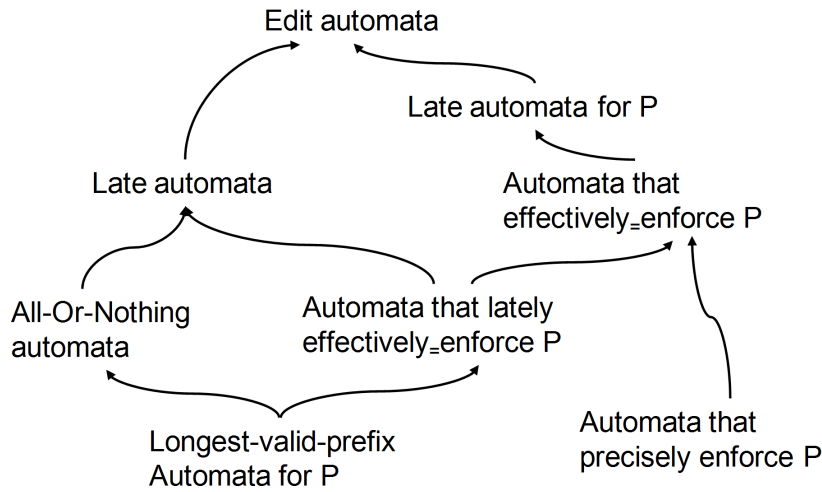 Edit automata
Late automata for P
Late automata
Automata that
effectively=enforce P
All-Or-Nothing
automata
Automata that lately
effectively=enforce P
Longest-valid-prefix
Automata for P
Automata that
precisely enforce P